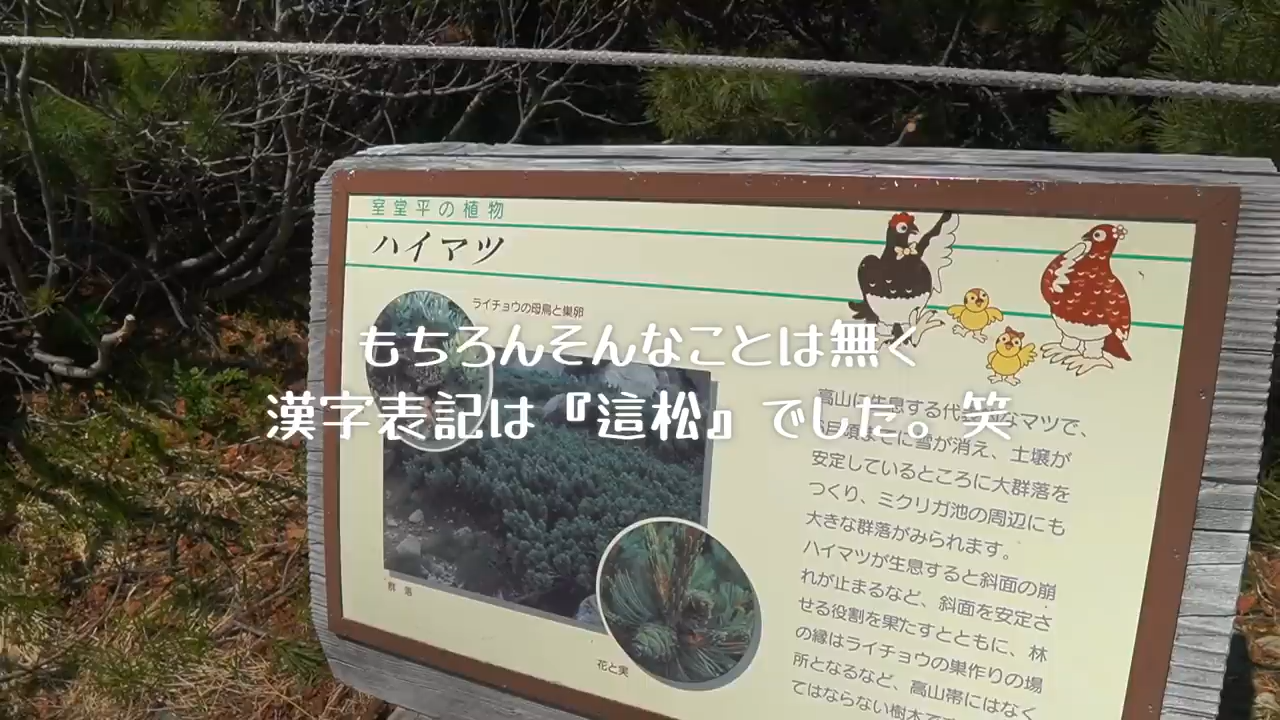 室堂平の植物
ハイマツ
ライチョウの母鳥と巣卵
もちろんそんなことは無く
漢字表記は『這松』でした。笑
高山に生息する代表的なマツで、
月頃までに雪が消え、土壌が
安定しているところに大群落を
つくり、ミクリガ池の周辺にも
大きな群落がみられます。
ハイマツが生息すると斜面の崩
れが止まるなど、斜面を安定さ
せる役割を果たすとともに、林
の縁はライチョウの巣作りの場
所となるなど、高山帯にはなく
てはならない樹木で
群落
花と実